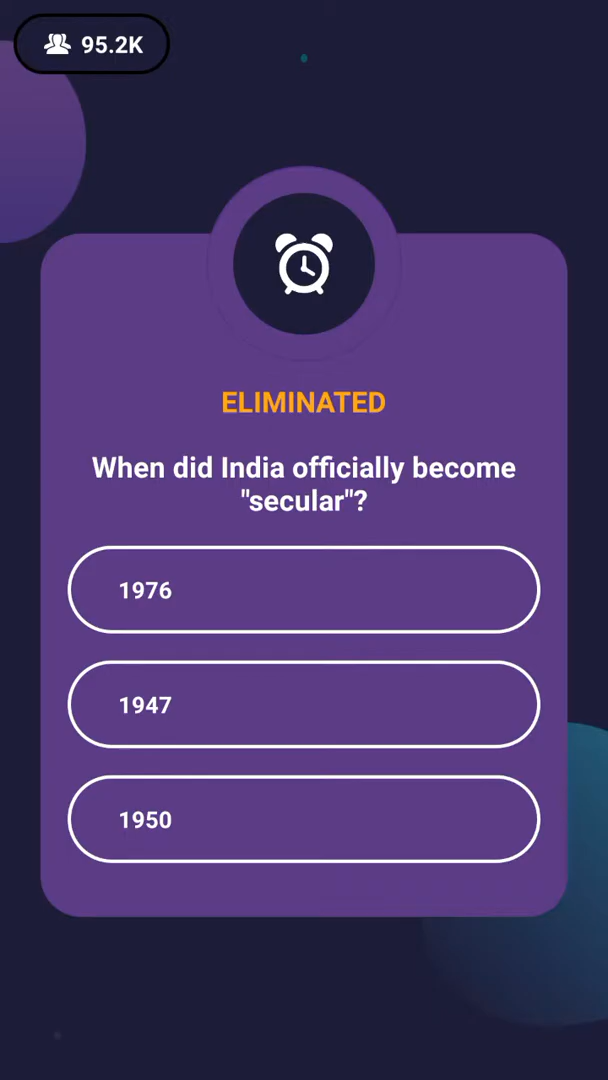 95.2K
ELIMINATED
When did India officially become
"secular"?
1976
1947
1950